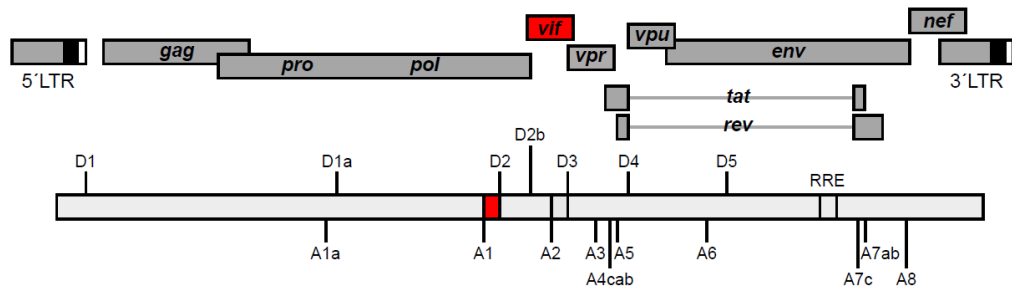 nef
vif
vpu
gag
vpr
env
pro
pol
5´LTR
3´LTR
tat
rev
D2b
D1
D1a
D2
D3
D4
D5
RRE
A1a
A1
A2
A3
A5
A6
A7ab
A4cab
A7c
A8